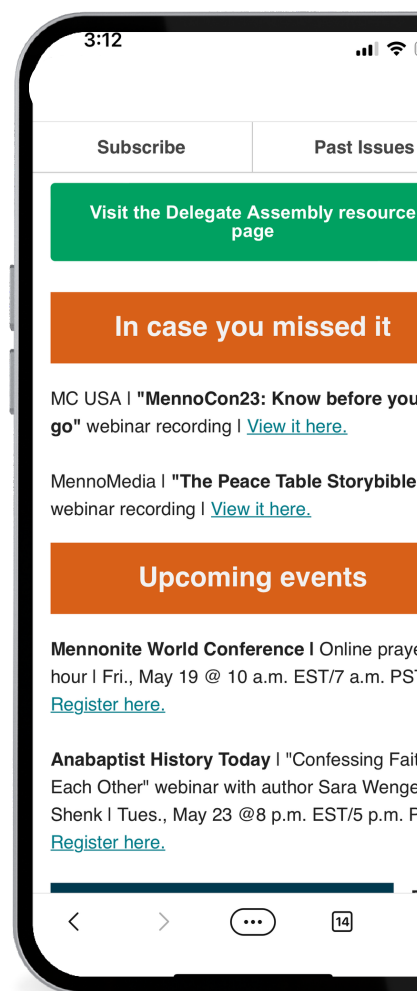 3:12
Subscribe
Past Issues
Visit the Delegate Assembly resource
page
In case you missed it
MC USA l "MennoCon23: Know before you
go" webinar recording l View it here.
MennoMedia l "The Peace Table Storybible
webinar recording l View it here.
Upcoming events
Mennonite World Conference l Online praye
hour l Fri., May 19 @ 10 a.m. EST/7 a.m. PST
Register here.
Anabaptist History Today l "Confessing Fait
Each Other" webinar with author Sara Wenge
Shenk l Tues., May 23 @8 p.m. EST/5 p.m. P
Register here.
14